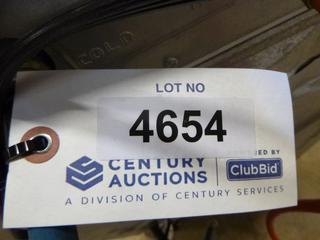 COLD
LOT NO
4654
CENTURY
AUCTIONS
ClubBid
A DIVISION OF CENTURY SERVICES